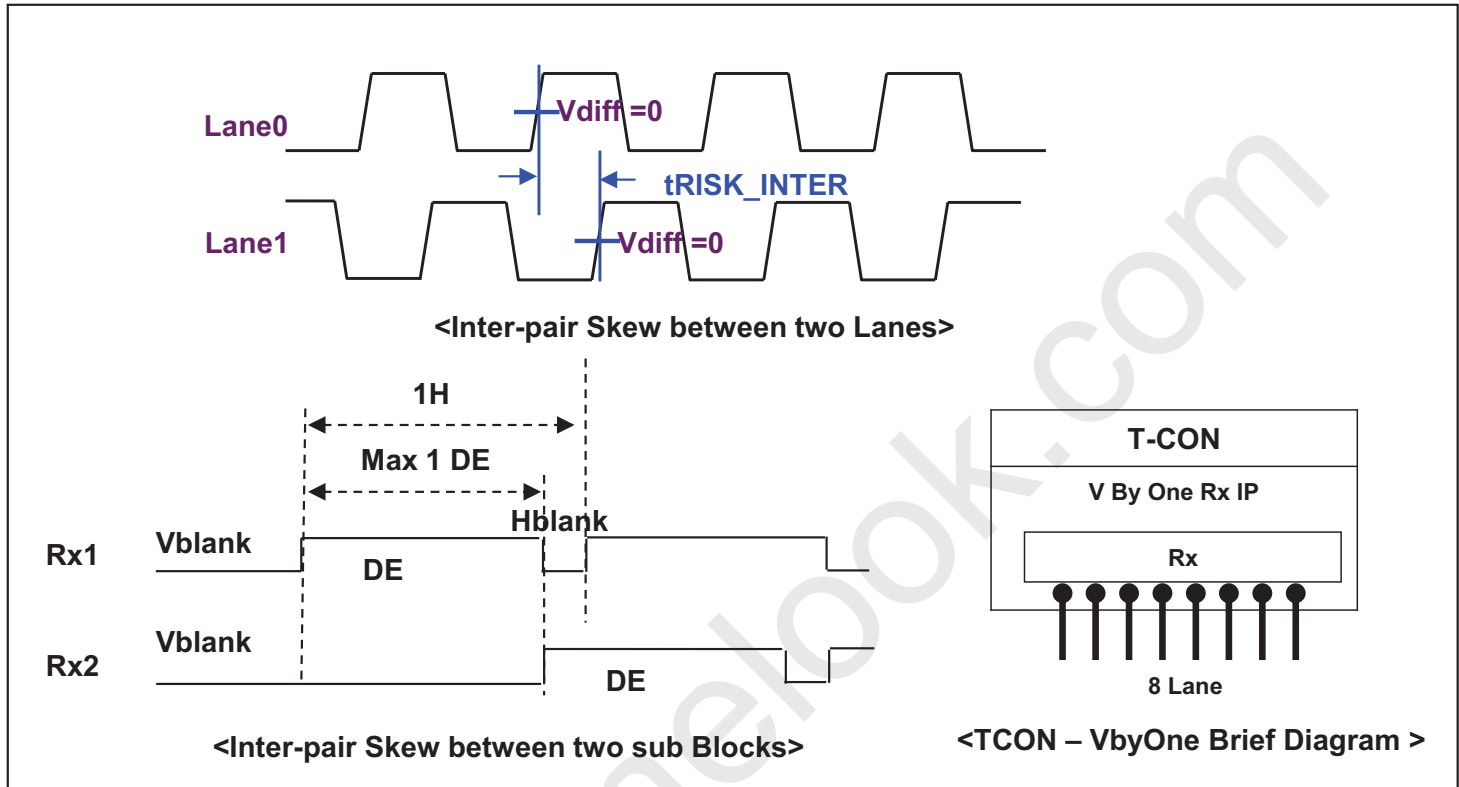 Lane0
Vdiff =0
tRISK_INTER
Lane1
Vdiff =0
<Inter-pair Skew between two Lanes>
1H
Max 1 DE
Hblank
Rx1
Vblank
DE
Rx2
Vblank
DE
<Inter-pair Skew between two sub Blocks>
T-CON
V By One Rx IP
Rx
8 Lane
<TCON – VbyOne Brief Diagram >
nelook.com